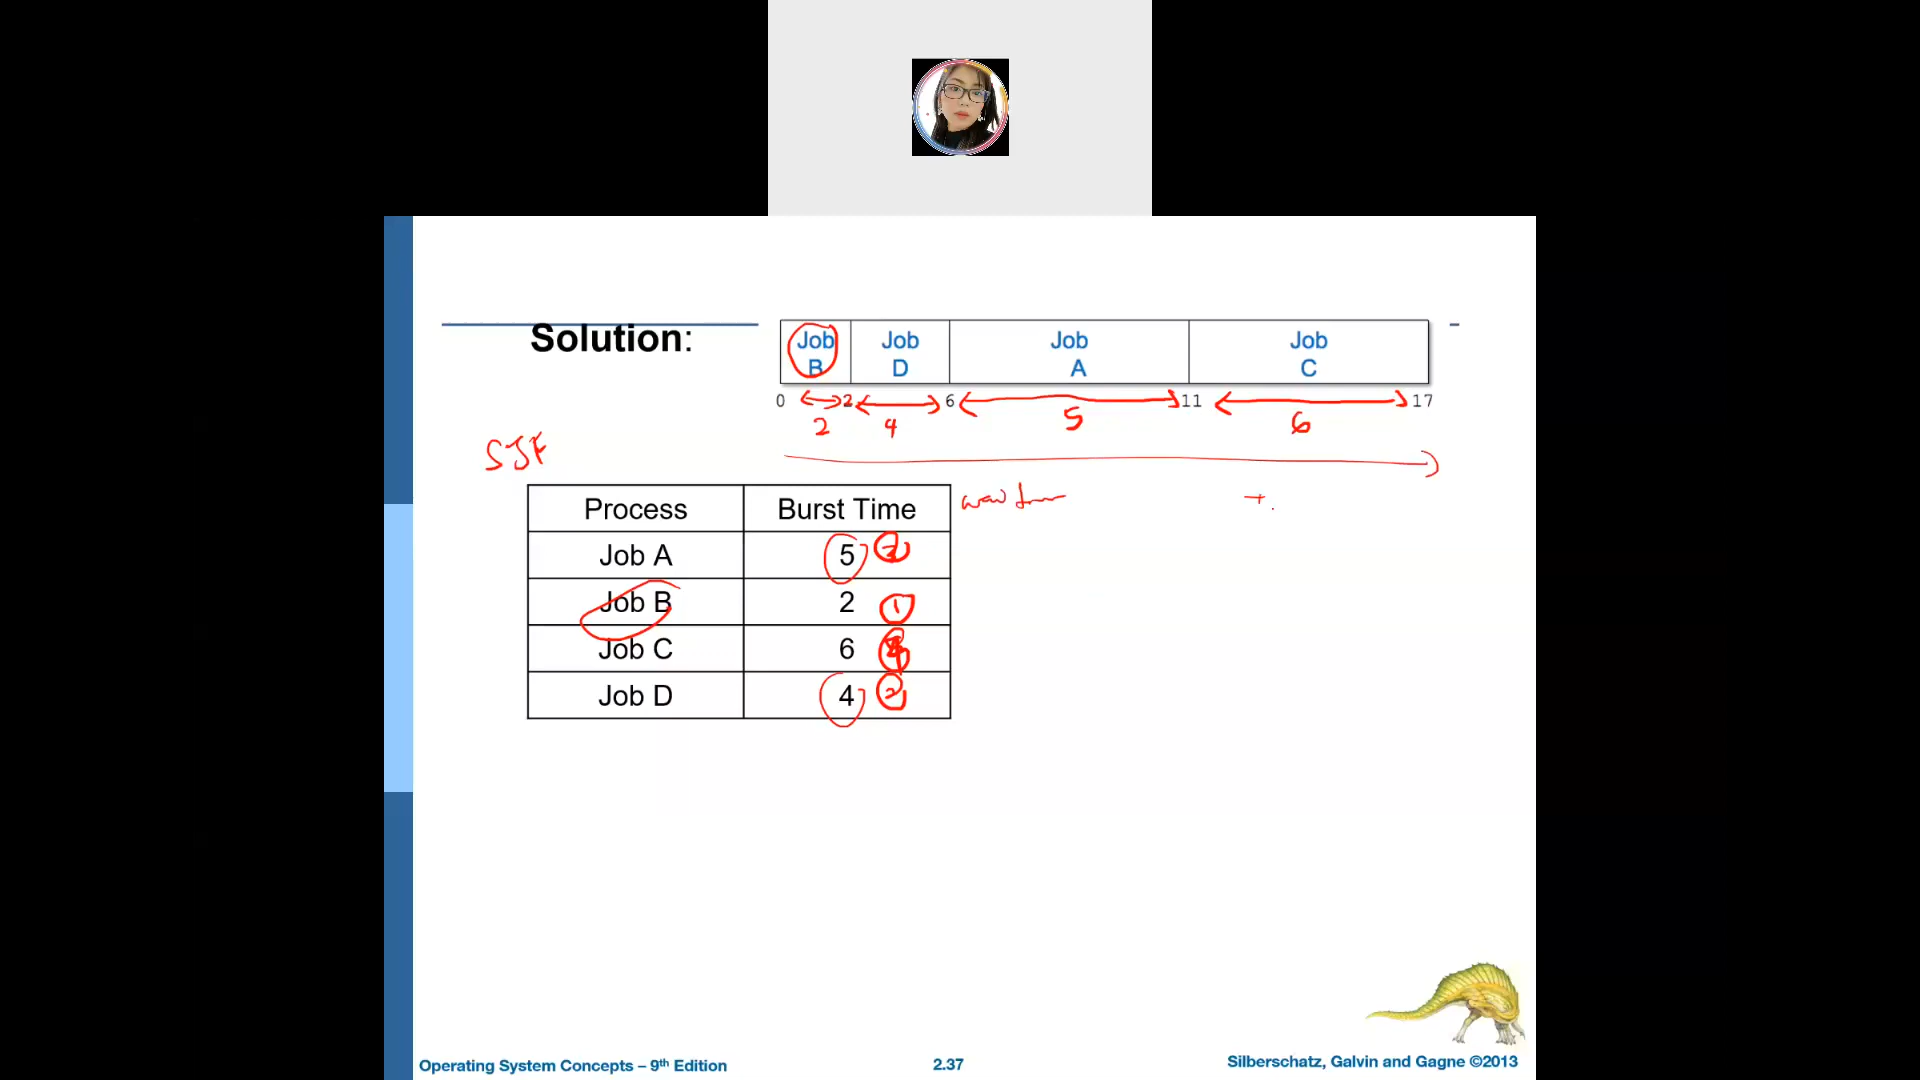 Solution:
Job B
Job D
Job A
Job C
0 2 6 11 17
2 4 5 6
SJF
Process Burst Time
Job A 5
Job B 2 1
Job C 6 4
Job D 4 2
Operating System Concepts – 9th Edition
2.37
Silberschatz, Galvin and Gagne ©2013